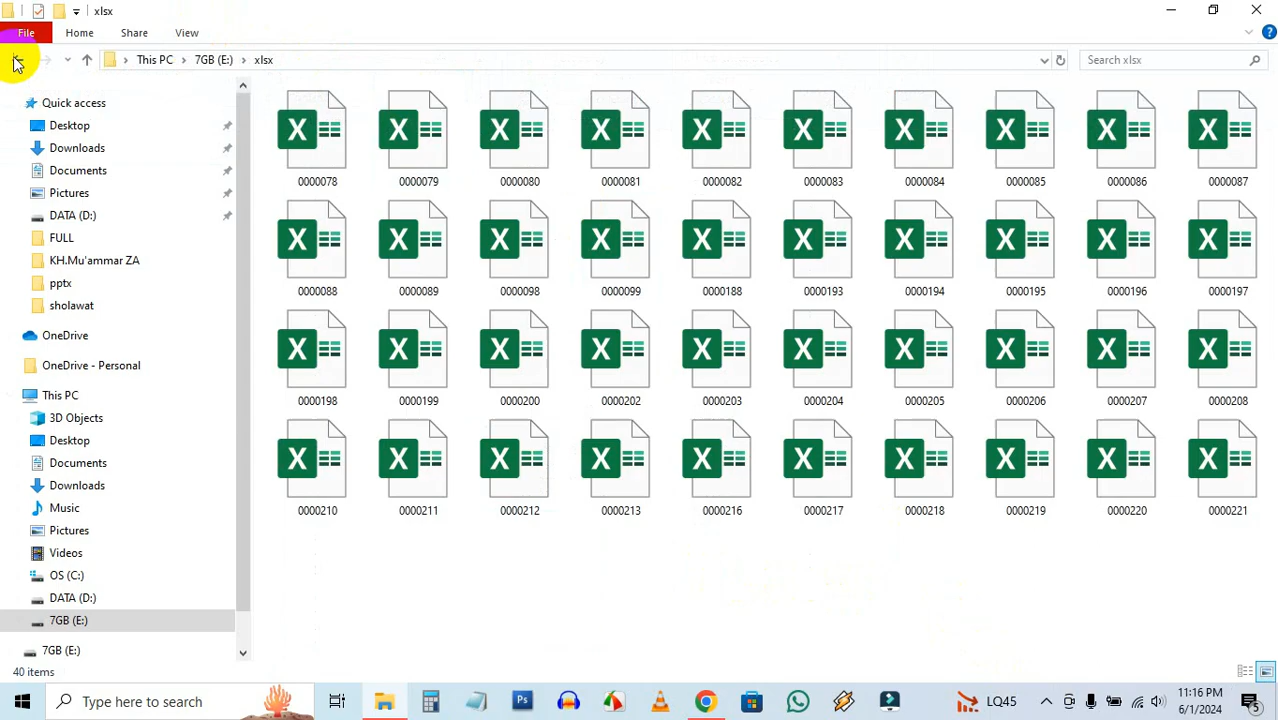 xlsx
File Home Share View
This PC 7GB (E:) xlsx Search xlsx
Quick access
Desktop
Downloads
Documents
Pictures
DATA (D:)
FULL
KH.Mu'ammar ZA
pptx
sholawat
OneDrive
OneDrive - Personal
This PC
3D Objects
Desktop
Documents
Downloads
Music
Pictures
Videos
OS (C:)
DATA (D:)
7GB (E:)
7GB (E:)
0000078 0000079 0000080 0000081 0000082 0000083 0000084 0000085 0000086 0000087
0000088 0000089 0000098 0000099 0000188 0000193 0000194 0000195 0000196 0000197
0000198 0000199 0000200 0000202 0000203 0000204 0000205 0000206 0000207 0000208
0000210 0000211 0000212 0000213 0000216 0000217 0000218 0000219 0000220 0000221
40 items
Type here to search
LQ45
11:16 PM
6/1/2024
5